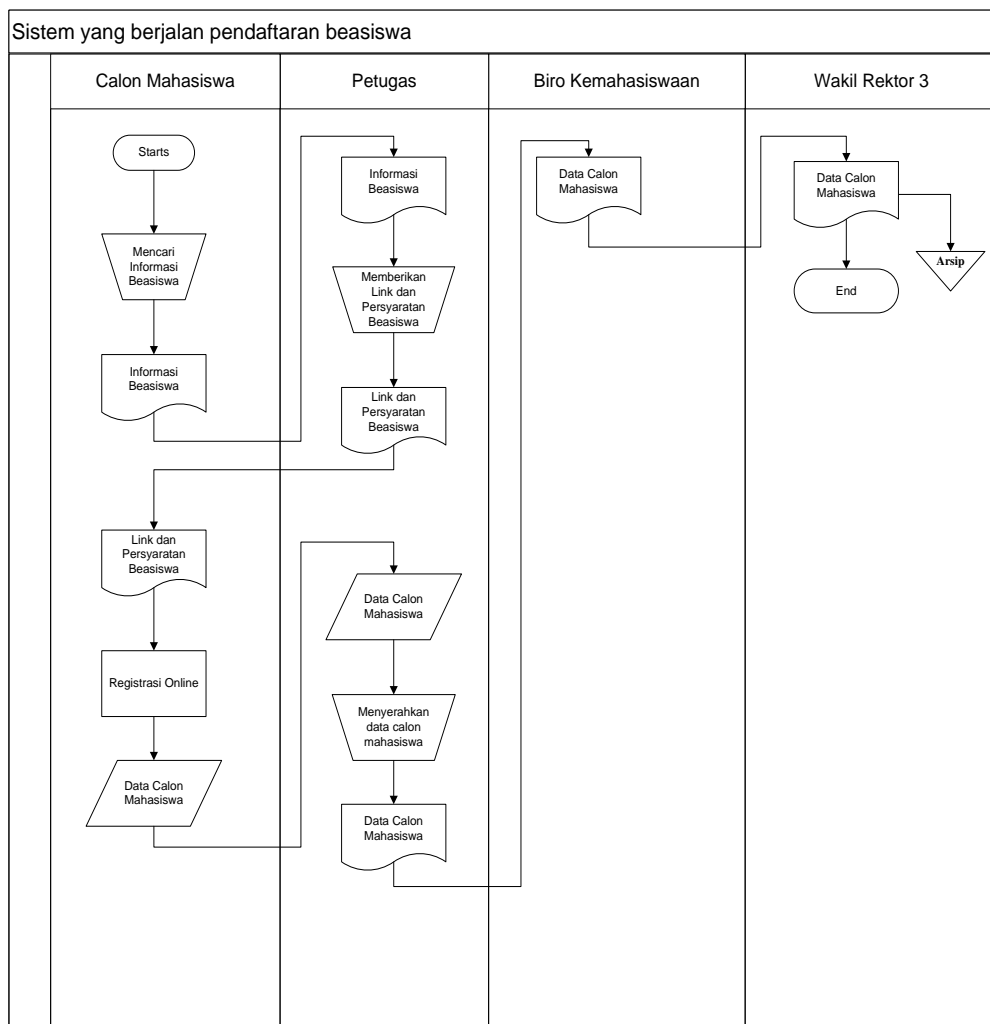 Sistem yang berjalan pendaftaran beasiswa
Calon Mahasiswa
Petugas
Biro Kemahasiswaan
Wakil Rektor 3
Starts
Mencari
Informasi
Beasiswa
Informasi
Beasiswa
Link dan
Persyaratan
Beasiswa
Registrasi Online
Data Calon
Mahasiswa
Informasi
Beasiswa
Memberikan
Link dan
Persyaratan
Beasiswa
Link dan
Persyaratan
Beasiswa
Data Calon
Mahasiswa
Menyerahkan
data calon
mahasiswa
Data Calon
Mahasiswa
Data Calon
Mahasiswa
Data Calon
Mahasiswa
Arsip
End